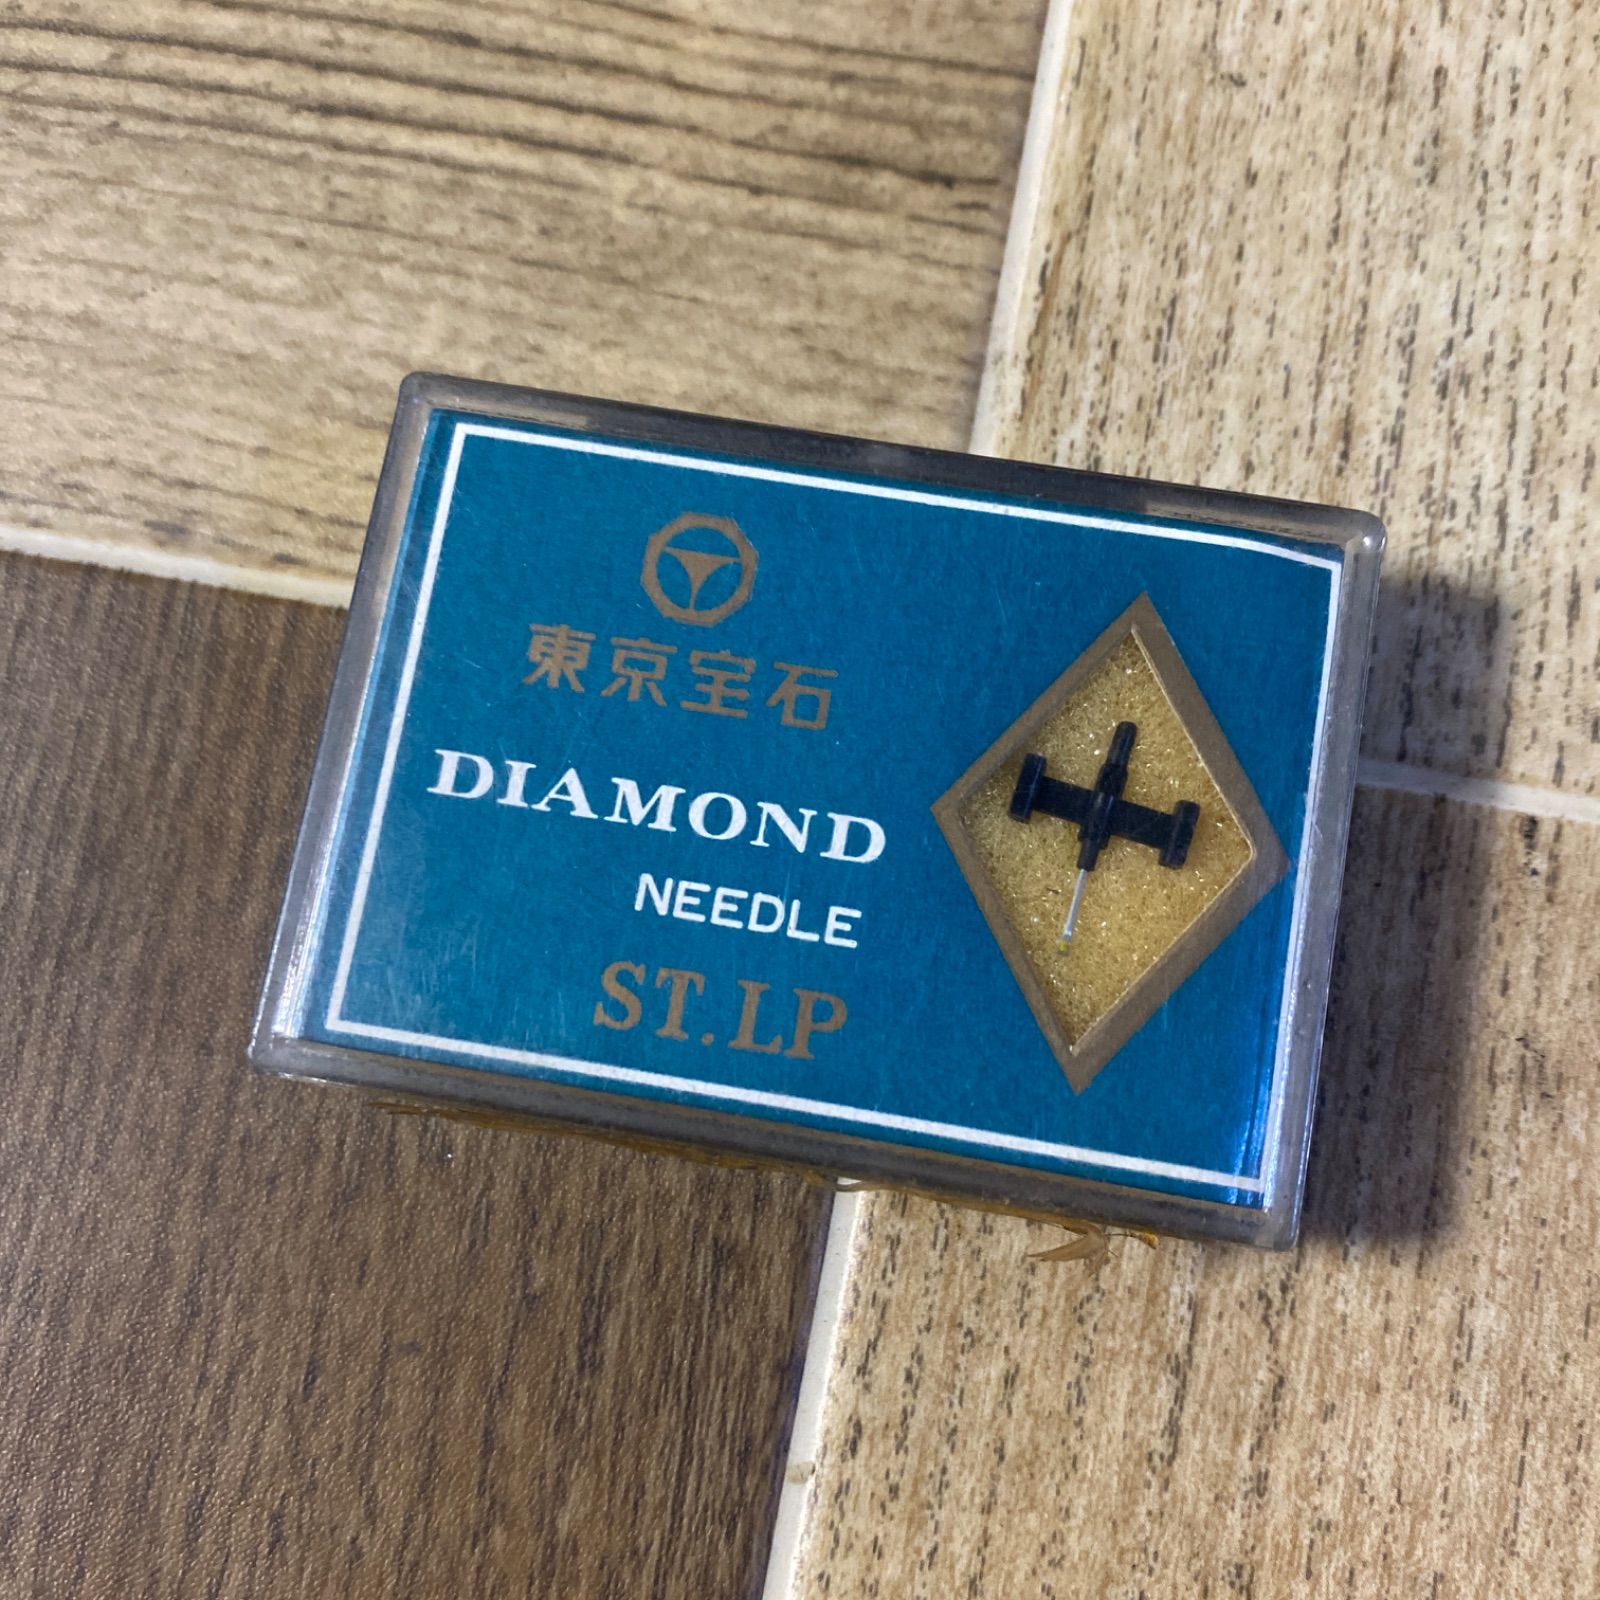 東京宝石
DIAMOND
NEEDLE
ST.LP